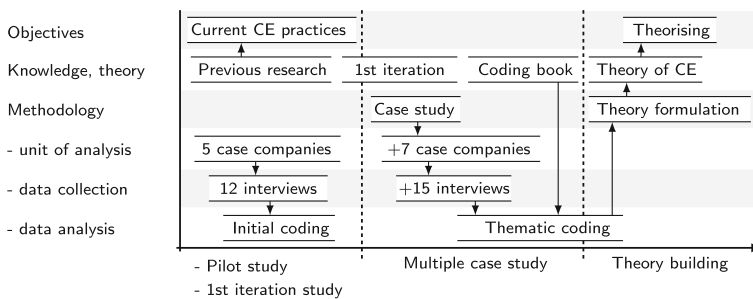 Objectives Current CE practices Theorising
Knowledge, theory Previous research 1st iteration Coding book Theory of CE
Methodology Case study Theory formulation
- unit of analysis 5 case companies +7 case companies
- data collection 12 interviews +15 interviews
- data analysis Initial coding Thematic coding
- Pilot study Multiple case study Theory building
- 1st iteration study